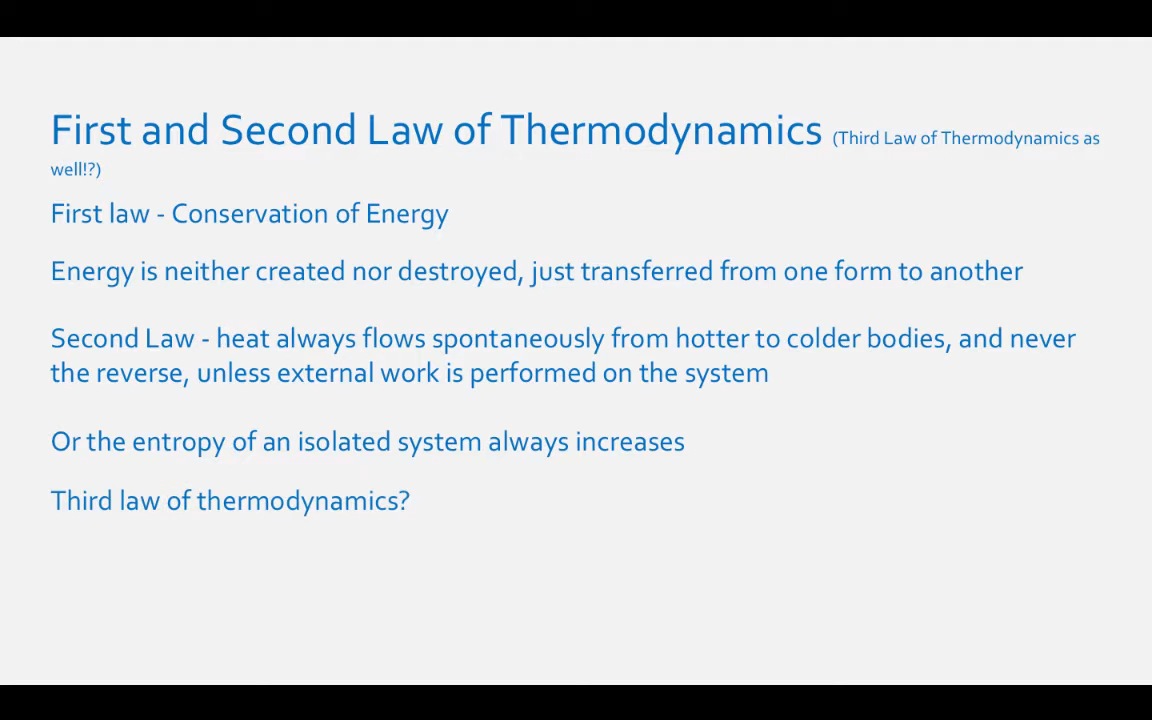 First and Second Law of Thermodynamics (Third Law of Thermodynamics as
well!?)
First law - Conservation of Energy
Energy is neither created nor destroyed, just transferred from one form to another
Second Law - heat always flows spontaneously from hotter to colder bodies, and never
the reverse, unless external work is performed on the system
Or the entropy of an isolated system always increases
Third law of thermodynamics?